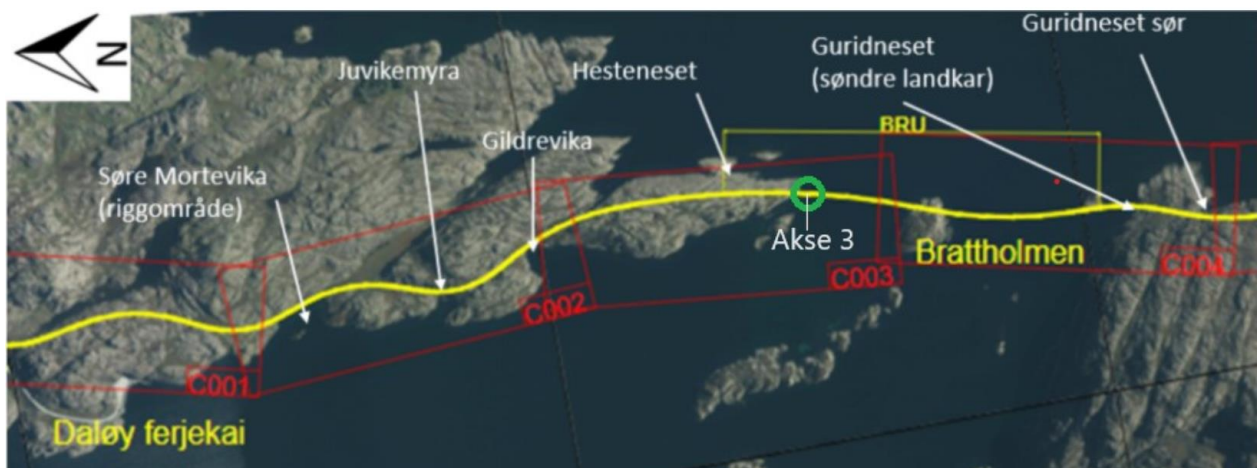 N
Guridneset sør
Guridneset
(søndre landkar)
Juvikemyra
Hesteneset
BRU
Gildrevika
Søre Mortevika
(riggområde)
Akse 3
Brattholmen
C004
C003
C002
C001
Daløy ferjekai